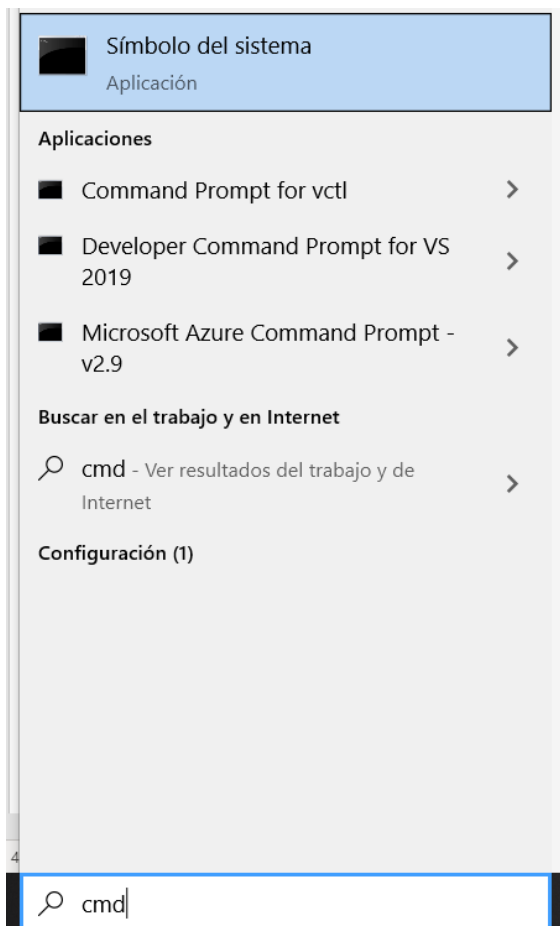 Símbolo del sistema
Aplicación
Aplicaciones
Command Prompt for vctl
Developer Command Prompt for VS
2019
Microsoft Azure Command Prompt -
v2.9
Buscar en el trabajo y en Internet
cmd - Ver resultados del trabajo y de
Internet
Configuración (1)
4
cmd